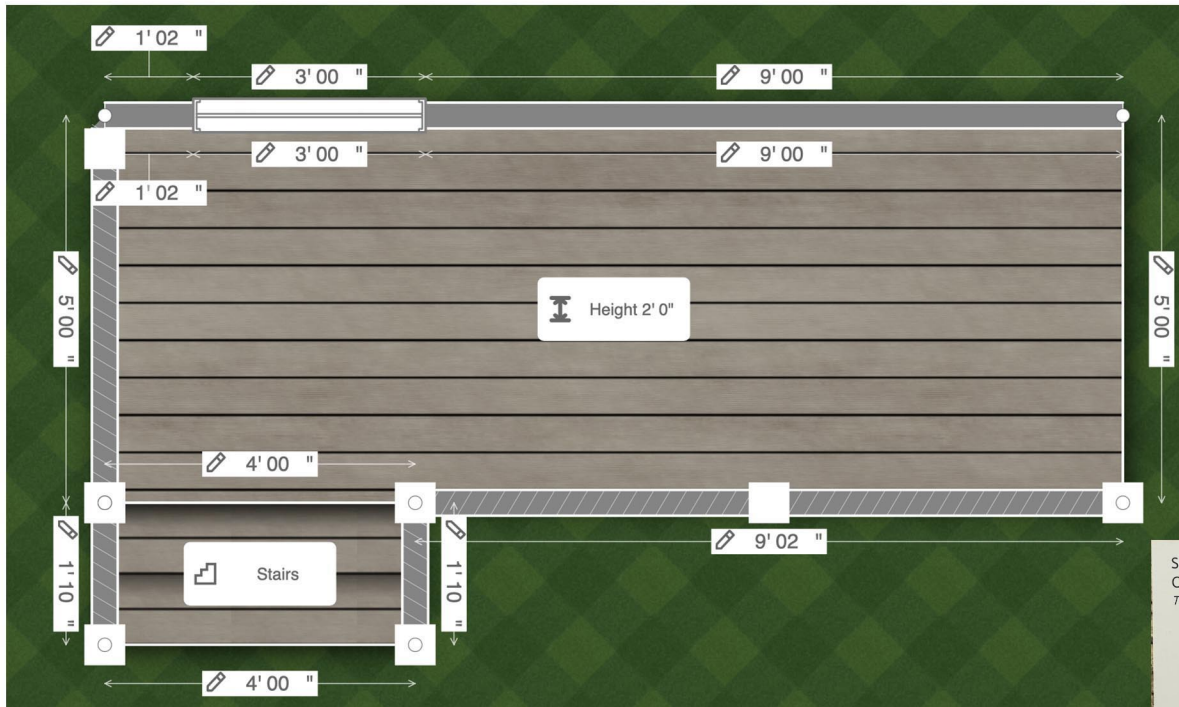 1' 02 "
3' 00 "
9' 00 "
3' 00 "
9' 00 "
1' 02 "
5' 00 "
5' 00 "
Height 2' 0"
4' 00 "
1' 10 "
Stairs
1' 10 "
9' 02 "
4' 00 "